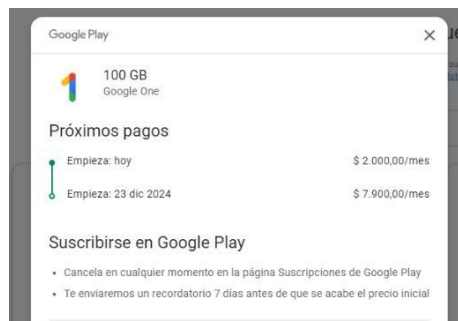 Google Play
100 GB
Google One
Próximos pagos
Empieza: hoy $ 2.000,00/mes
Empieza: 23 dic 2024 $ 7.900,00/mes
Suscribirse en Google Play
Cancela en cualquier momento en la página Suscripciones de Google Play
Te enviaremos un recordatorio 7 días antes de que se acabe el precio inicial